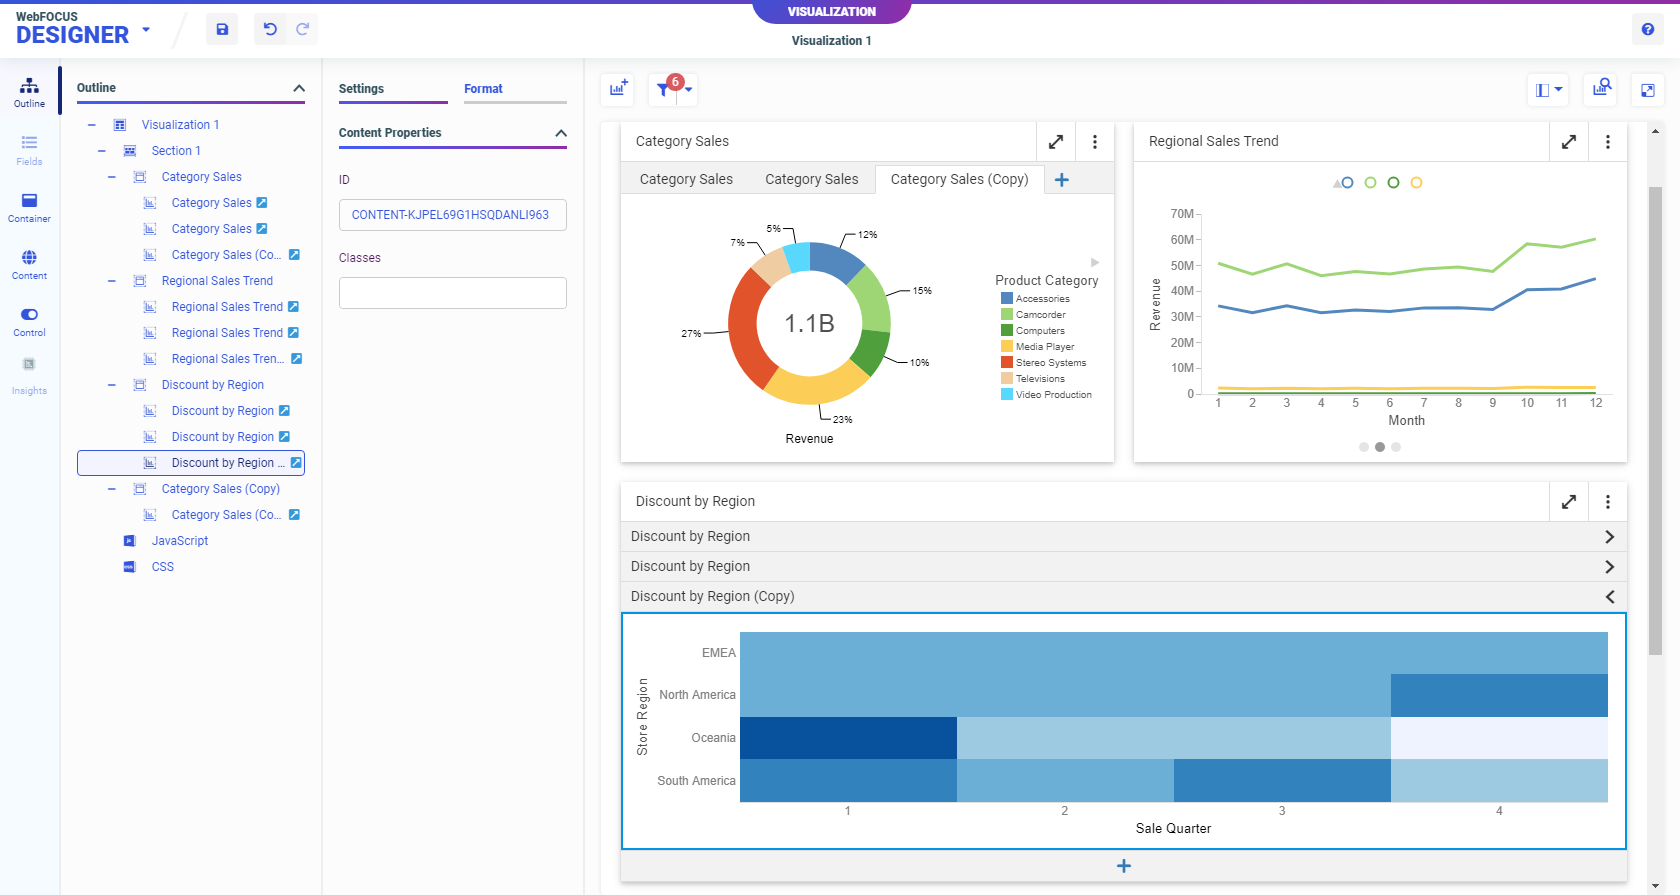 WebFOCUS
DESIGNER
VISUALIZATION
Visualization 1
Outline
Fields
Container
Content
Control
Insights
Outline
Visualization 1
Section 1
Category Sales
Category Sales
Category Sales
Category Sales (Co...
Regional Sales Trend
Regional Sales Trend
Regional Sales Trend
Regional Sales Tren...
Discount by Region
Discount by Region
Discount by Region
Discount by Region ...
Category Sales (Copy)
Category Sales (Co...
JavaScript
CSS
Settings
Format
Content Properties
ID
CONTENT-KJPEL69G1HSQDANLI963
Classes
6
Category Sales
Category Sales
Category Sales
Category Sales (Copy)
5%
12%
7%
15%
27%
1.1B
10%
23%
Revenue
Product Category
Accessories
Camcorder
Computers
Media Player
Stereo Systems
Televisions
Video Production
Regional Sales Trend
70M
60M
50M
40M
30M
20M
10M
0
Revenue
1 2 3 4 5 6 7 8 9 10 11 12
Month
Discount by Region
Discount by Region
Discount by Region
Discount by Region (Copy)
Store Region
EMEA
North America
Oceania
South America
1 2 3 4
Sale Quarter